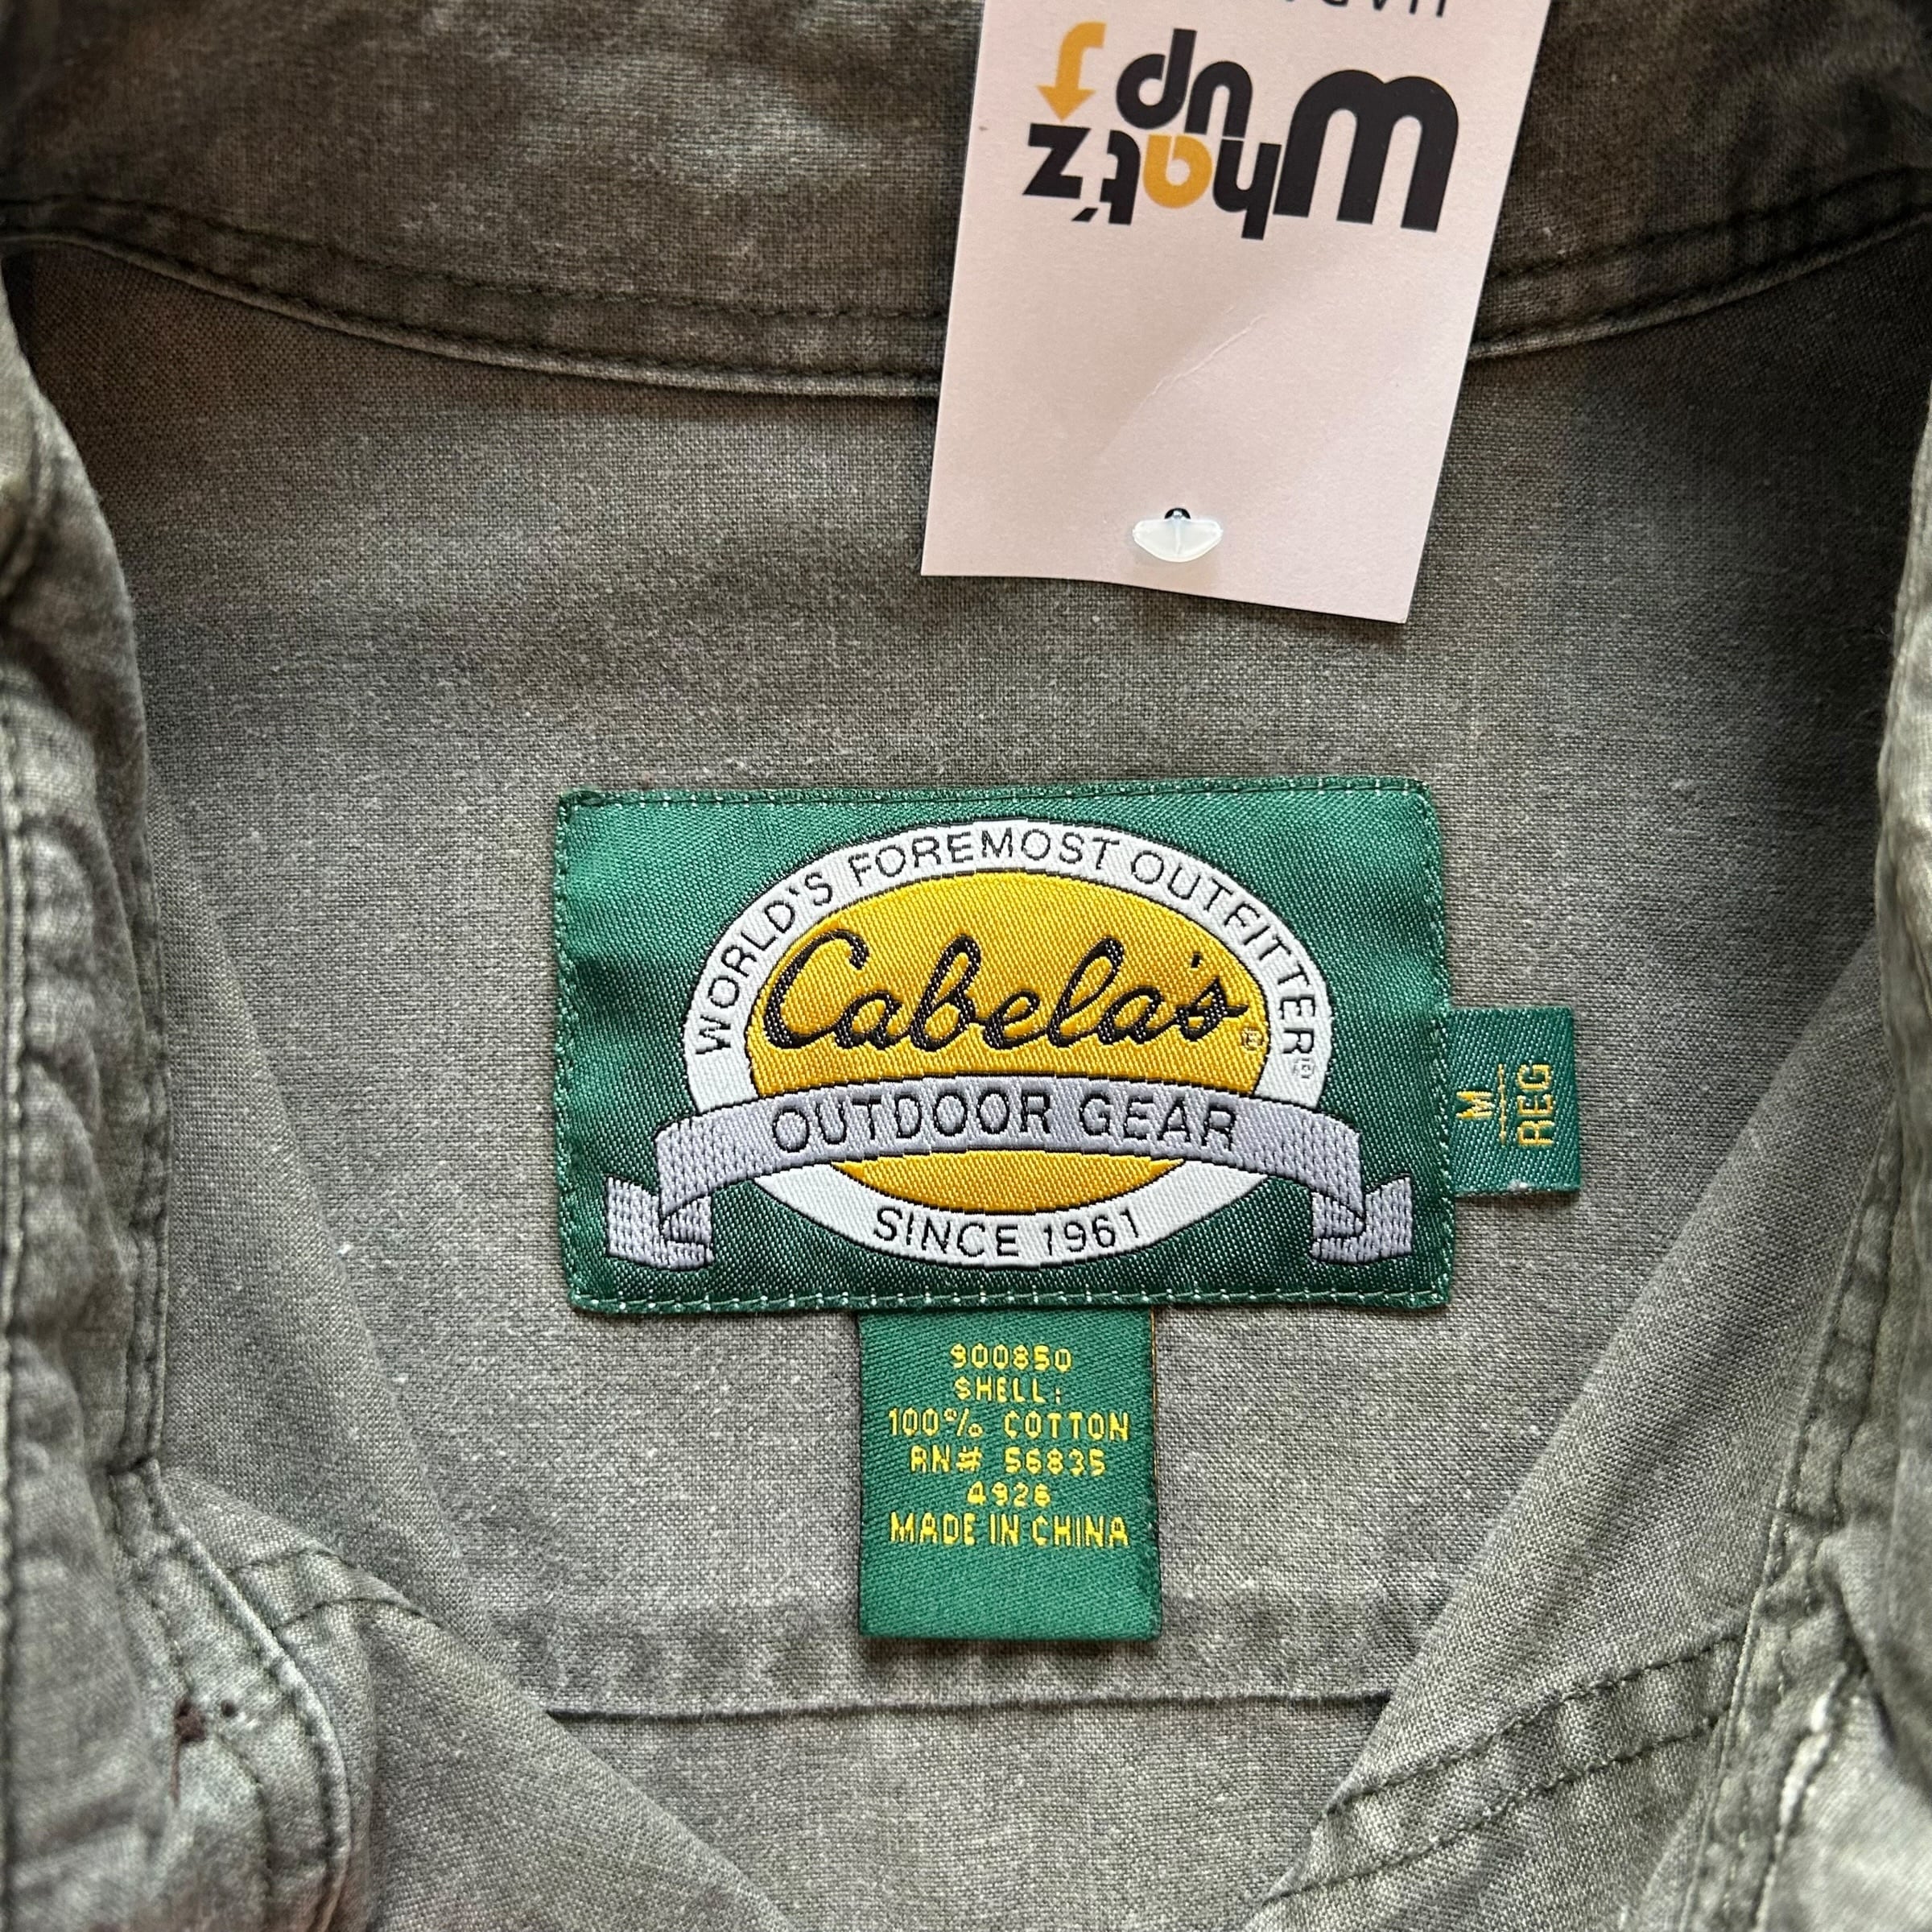 What'z
up
WORLD'S FOREMOST OUTFITTER®
Cabela's®
OUTDOOR GEAR
SINCE 1961
M
REG
900850
SHELL:
100% COTTON
RN# 56835
4926
MADE IN CHINA